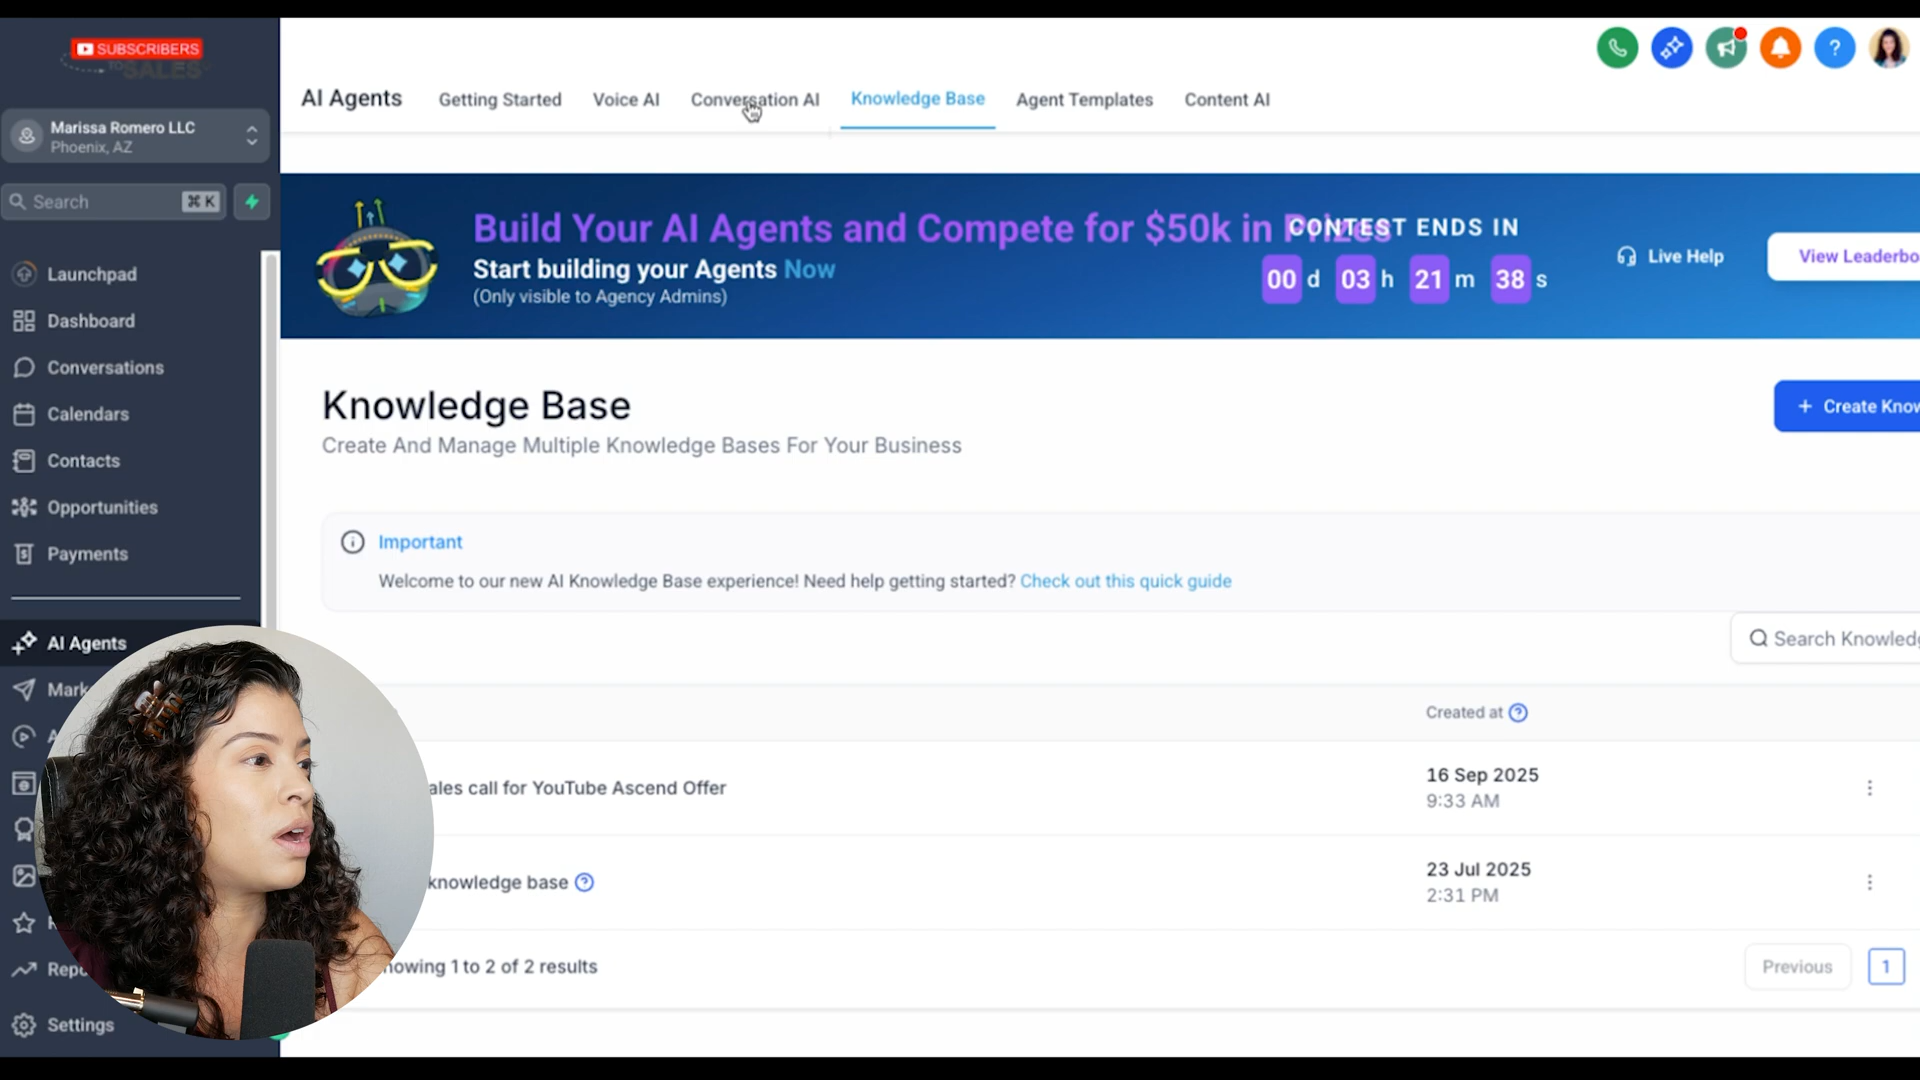 SUBSCRIBERS
TO SALES
AI Agents
Getting Started
Voice AI
Conversation AI
Knowledge Base
Agent Templates
Content AI
Marissa Romero LLC
Phoenix, AZ
Search
⌘ K
Launchpad
Dashboard
Conversations
Calendars
Contacts
Opportunities
Payments
AI Agents
Settings
Build Your AI Agents and Compete for $50k in Prizes
Start building your Agents Now
(Only visible to Agency Admins)
CONTEST ENDS IN
00 d 03 h 21 m 38 s
Live Help
View Leaderbo
Knowledge Base
Create And Manage Multiple Knowledge Bases For Your Business
+ Create Know
Important
Welcome to our new AI Knowledge Base experience! Need help getting started? Check out this quick guide
Search Knowledg
Created at
ales call for YouTube Ascend Offer
16 Sep 2025
9:33 AM
knowledge base
23 Jul 2025
2:31 PM
howing 1 to 2 of 2 results
Previous
1